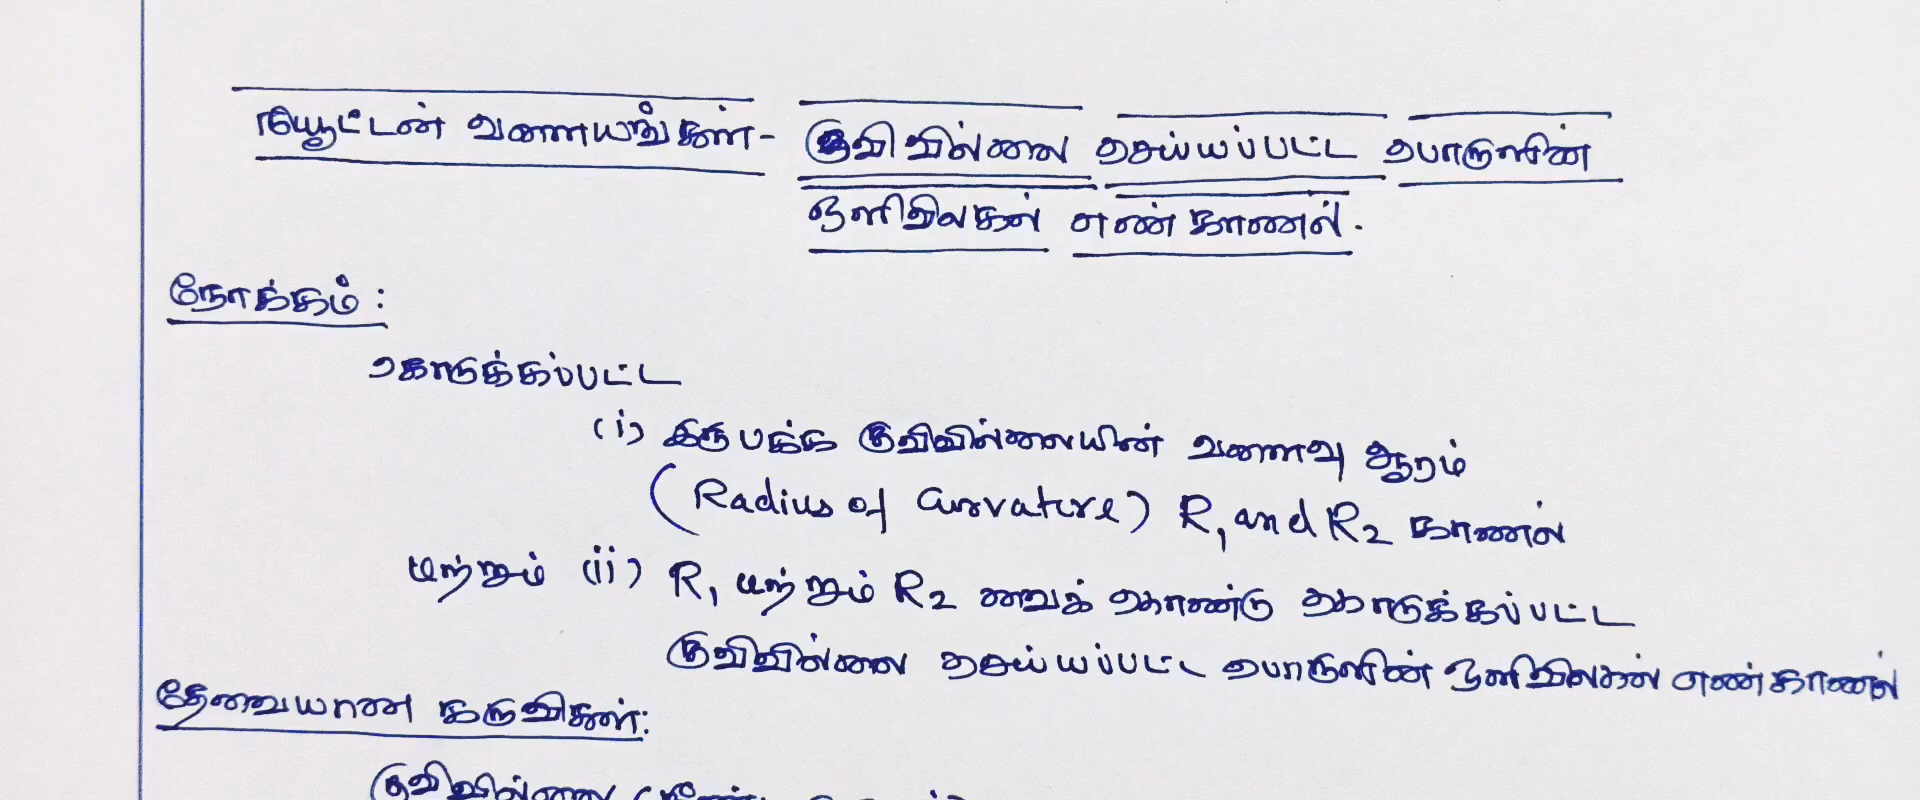 நியூட்டன் வளையங்கள் - குவிவில்லை செய்யப்பட்ட பொருளின்
ஒளிவிலகல் எண் காணல்.
நோக்கம் :
கொடுக்கப்பட்ட
(i) இருபக்க குவிவில்லையின் வளைவு ஆரம்
(Radius of Curvature) R1 and R2 காணல்
மற்றும் (ii) R1 மற்றும் R2 வைக் கொண்டு கொடுக்கப்பட்ட
குவிவில்லை செய்யப்பட்ட பொருளின் ஒளிவிலகல் எண் காணல்
தேவையான கருவிகள்:
குவிவில்லை